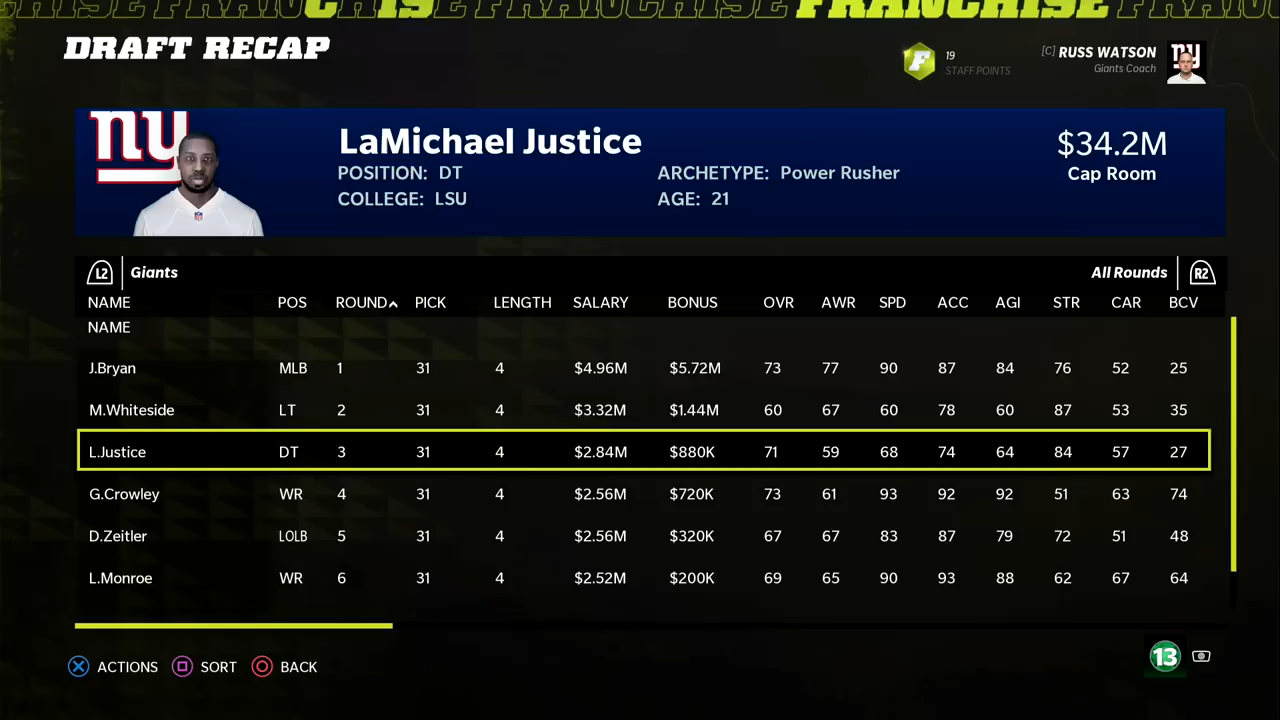 FRANCHISE FRANCHISE FRANCHISE FRANCHISE
DRAFT RECAP
19
STAFF POINTS
[C] RUSS WATSON
Giants Coach
ny
ny
LaMichael Justice
POSITION: DT
ARCHETYPE: Power Rusher
COLLEGE: LSU
AGE: 21
$34.2M
Cap Room
L2 Giants
All Rounds R2
NAME POS ROUND PICK LENGTH SALARY BONUS OVR AWR SPD ACC AGI STR CAR BCV
NAME
J.Bryan MLB 1 31 4 $4.96M $5.72M 73 77 90 87 84 76 52 25
M.Whiteside LT 2 31 4 $3.32M $1.44M 60 67 60 78 60 87 53 35
L.Justice DT 3 31 4 $2.84M $880K 71 59 68 74 64 84 57 27
G.Crowley WR 4 31 4 $2.56M $720K 73 61 93 92 92 51 63 74
D.Zeitler LOLB 5 31 4 $2.56M $320K 67 67 83 87 79 72 51 48
L.Monroe WR 6 31 4 $2.52M $200K 69 65 90 93 88 62 67 64
ACTIONS SORT BACK
13